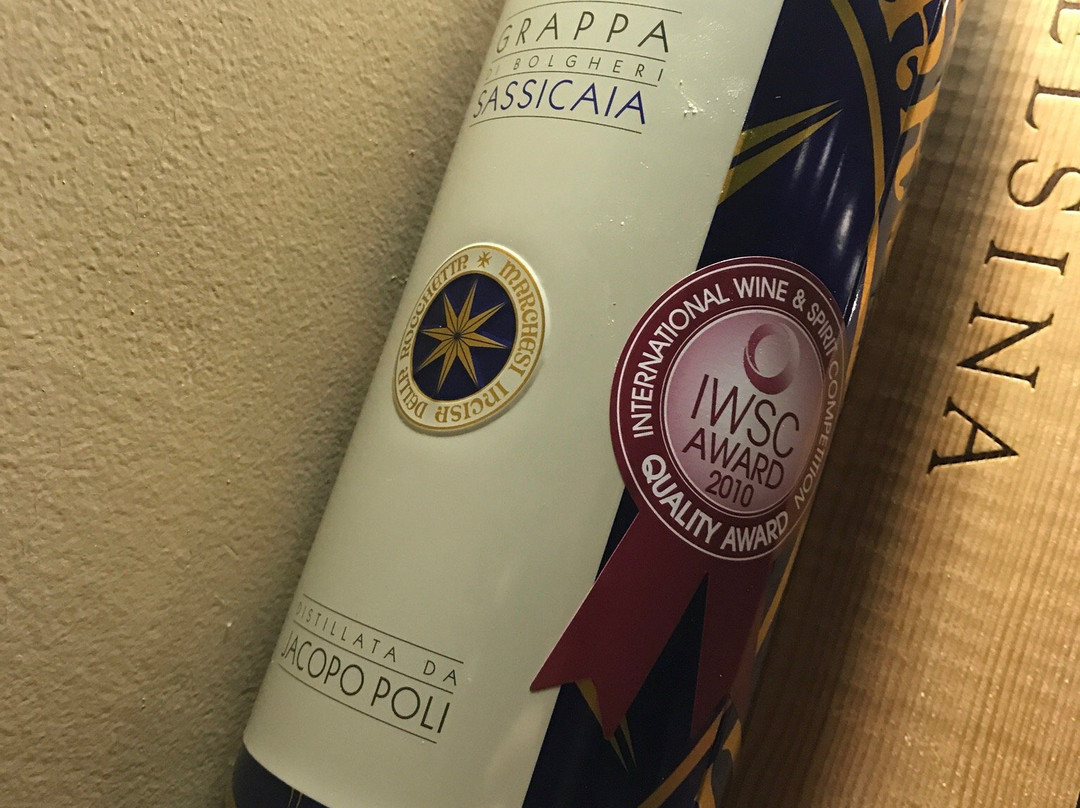 GRAPPA
DI BOLGHERI
SASSICAIA
MARCHESI INCISA DELLA ROCCHETTA
INTERNATIONAL WINE & SPIRIT COMPETITION
IWSC
AWARD
2010
QUALITY AWARD
DISTILLATA DA
JACOPO POLI
ELSINA